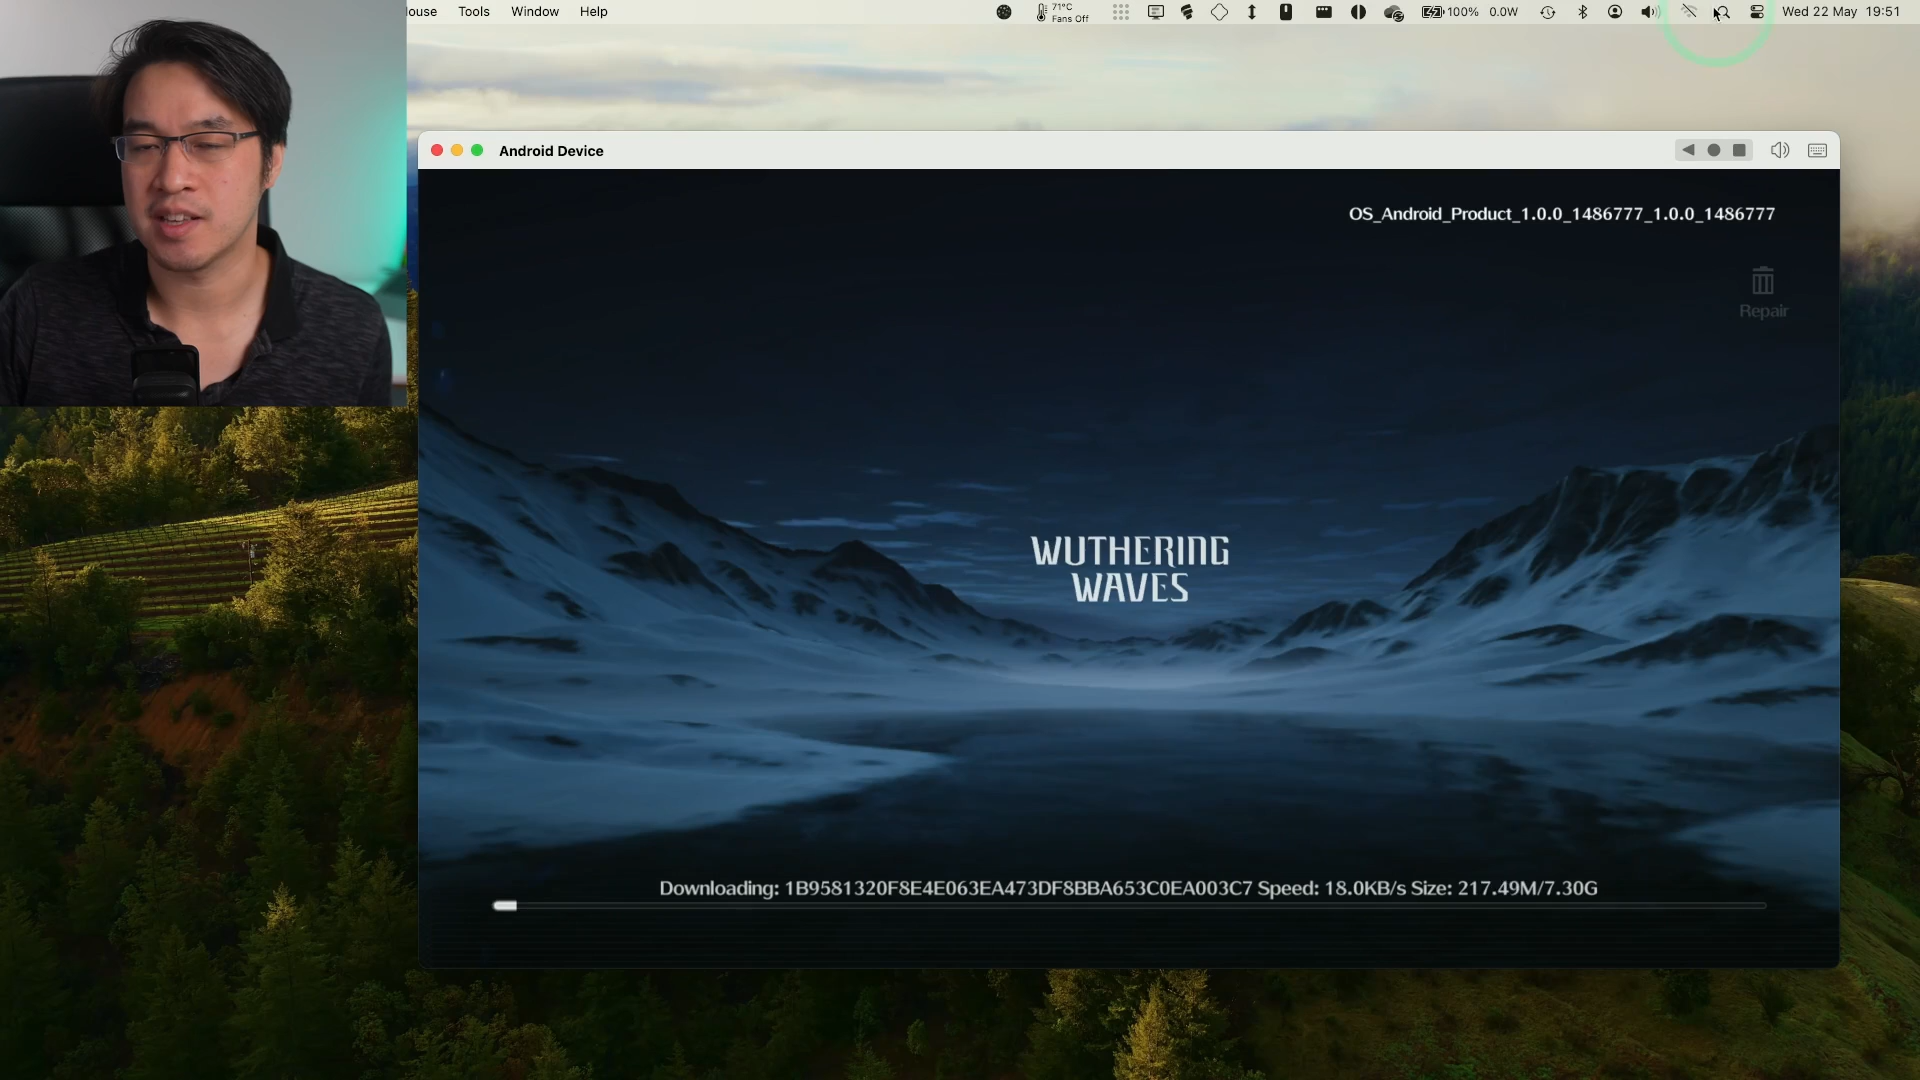 Tools Window Help 71°C 100% 0.0W Wed 22 May 19:51
Fans Off
Android Device
OS_Android_Product_1.0.0_1486777_1.0.0_1486777
Repair
WUTHERING
WAVES
Downloading: 1B9581320F8E4E063EA473DF8BBA653C0EA003C7 Speed: 18.0KB/s Size: 217.49M/7.30G